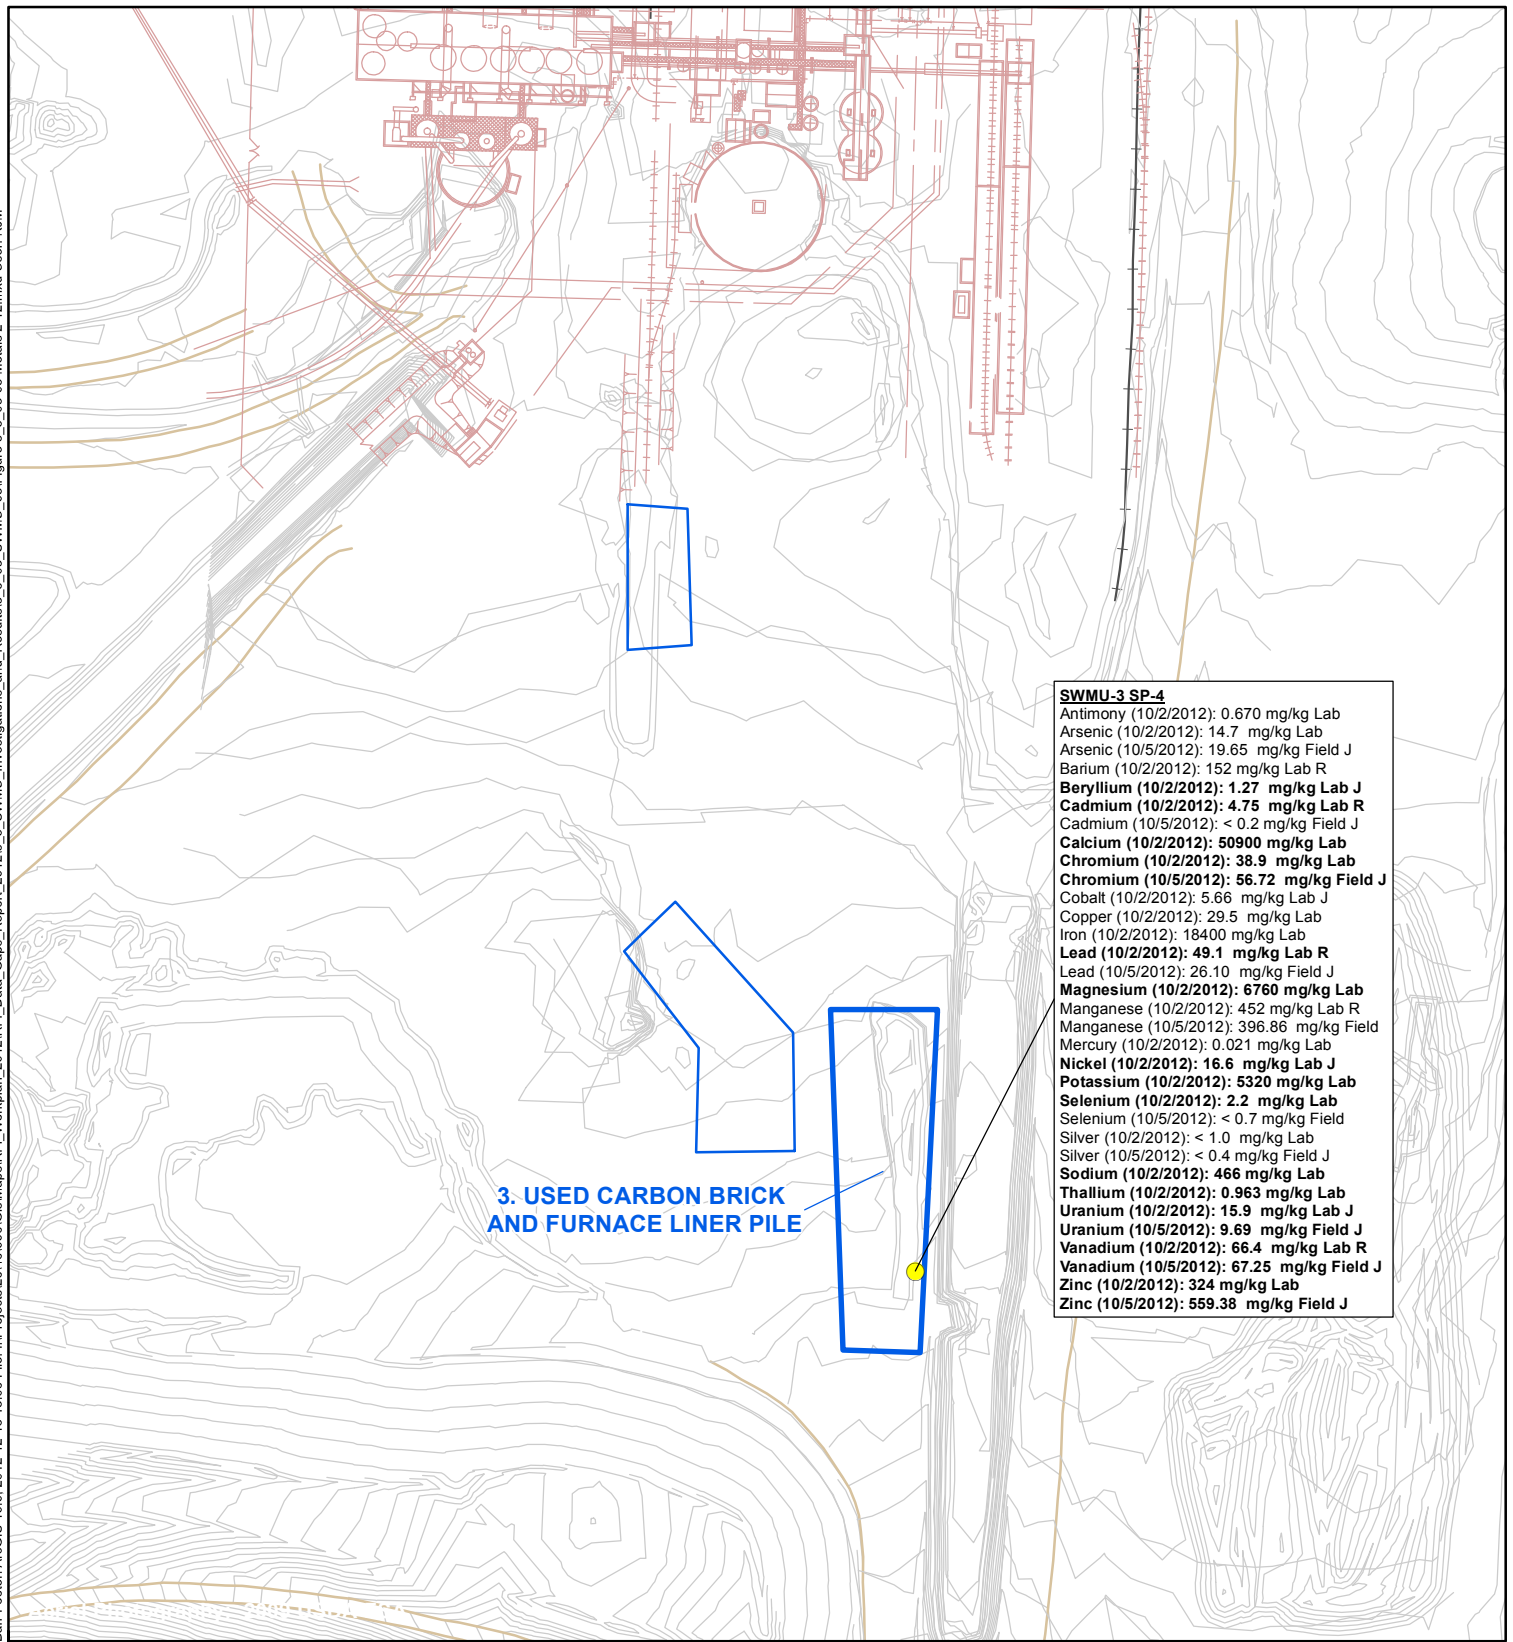 SWMU-3 SP-4
Antimony (10/2/2012): 0.670 mg/kg Lab
Arsenic (10/2/2012): 14.7 mg/kg Lab
Arsenic (10/5/2012): 19.65 mg/kg Field J
Barium (10/2/2012): 152 mg/kg Lab R
Beryllium (10/2/2012): 1.27 mg/kg Lab J
Cadmium (10/2/2012): 4.75 mg/kg Lab R
Cadmium (10/5/2012): < 0.2 mg/kg Field J
Calcium (10/2/2012): 50900 mg/kg Lab
Chromium (10/2/2012): 38.9 mg/kg Lab
Chromium (10/5/2012): 56.72 mg/kg Field J
Cobalt (10/2/2012): 5.66 mg/kg Lab J
Copper (10/2/2012): 29.5 mg/kg Lab
Iron (10/2/2012): 18400 mg/kg Lab
Lead (10/2/2012): 49.1 mg/kg Lab R
Lead (10/5/2012): 26.10 mg/kg Field J
Magnesium (10/2/2012): 6760 mg/kg Lab
Manganese (10/2/2012): 452 mg/kg Lab R
Manganese (10/5/2012): 396.86 mg/kg Field
Mercury (10/2/2012): 0.021 mg/kg Lab
Nickel (10/2/2012): 16.6 mg/kg Lab J
Potassium (10/2/2012): 5320 mg/kg Lab
Selenium (10/2/2012): 2.2 mg/kg Lab
Selenium (10/5/2012): < 0.7 mg/kg Field
Silver (10/2/2012): < 1.0 mg/kg Lab
Silver (10/5/2012): < 0.4 mg/kg Field J
Sodium (10/2/2012): 466 mg/kg Lab
Thallium (10/2/2012): 0.963 mg/kg Lab
Uranium (10/2/2012): 15.9 mg/kg Lab J
Uranium (10/5/2012): 9.69 mg/kg Field J
Vanadium (10/2/2012): 66.4 mg/kg Lab R
Vanadium (10/5/2012): 67.25 mg/kg Field J
Zinc (10/2/2012): 324 mg/kg Lab
Zinc (10/5/2012): 559.38 mg/kg Field J
3. USED CARBON BRICK
AND FURNACE LINER PILE